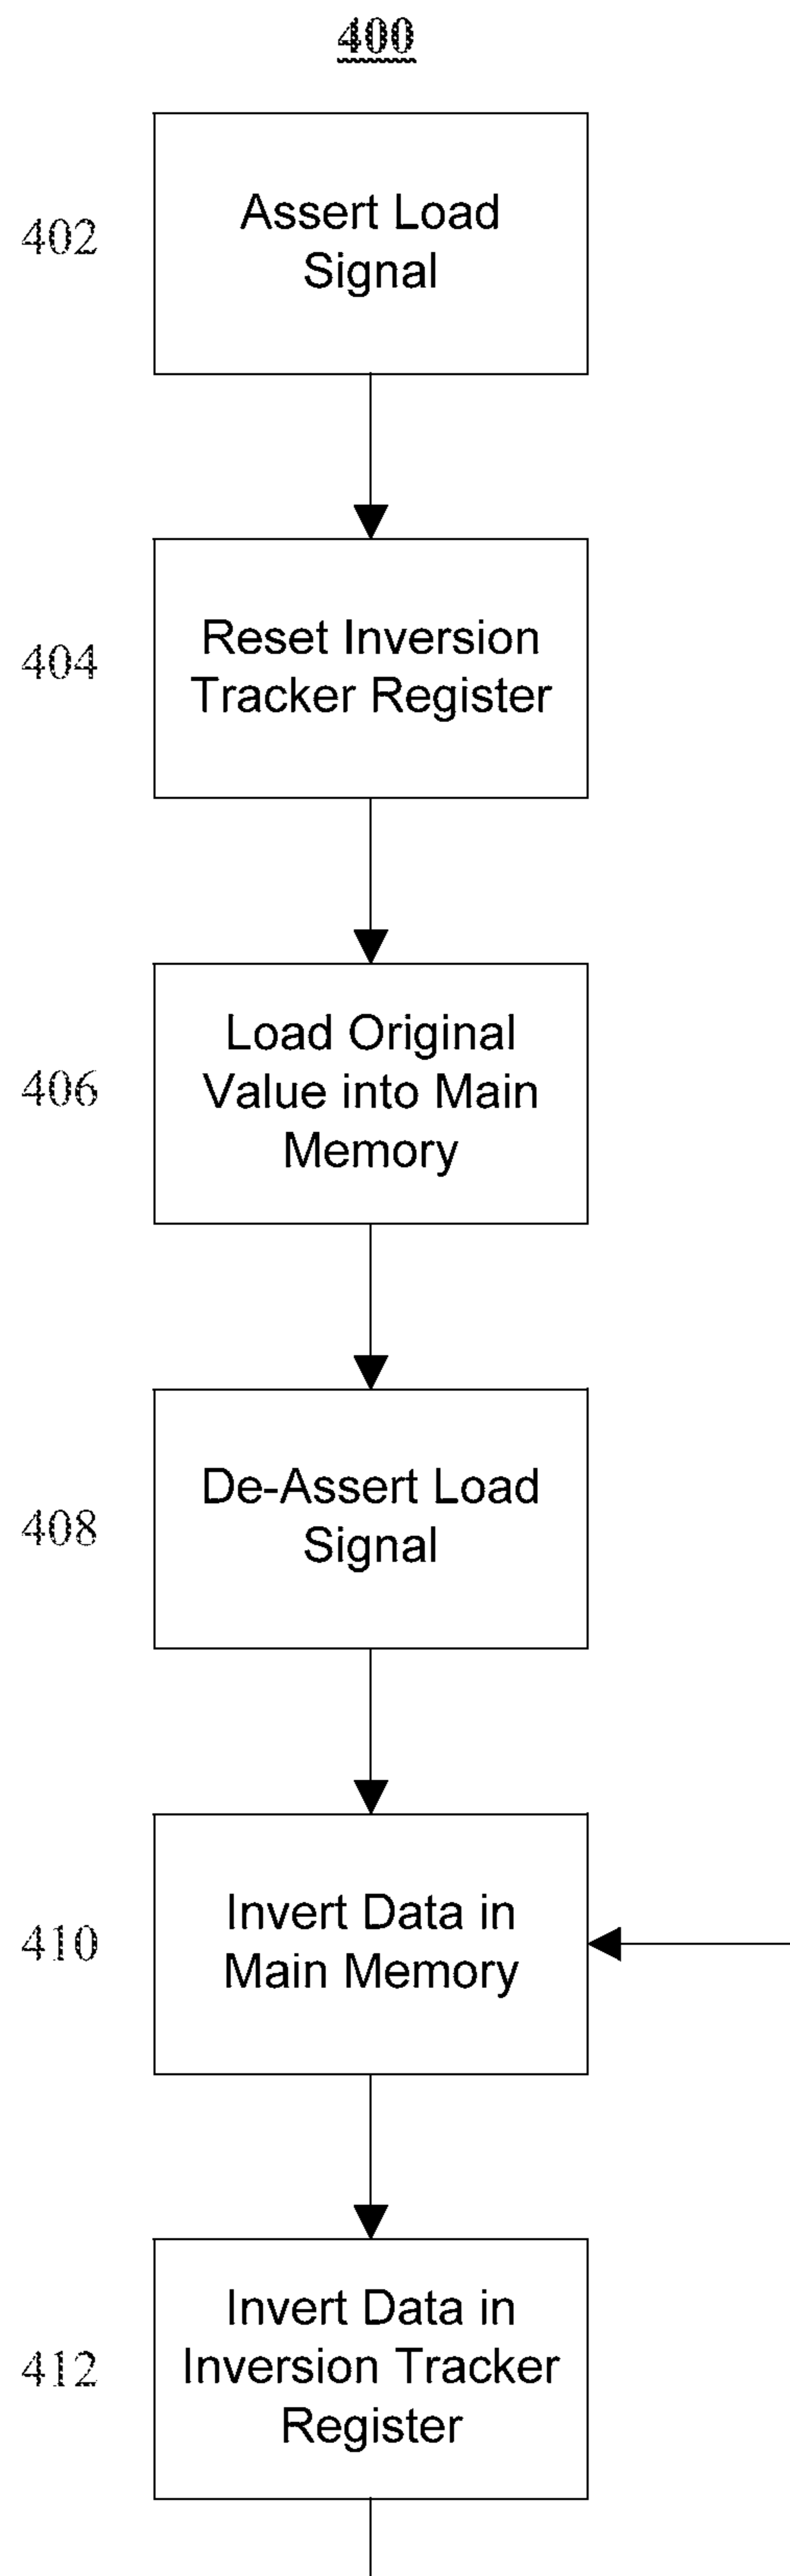 400
402
Assert Load
Signal
404
Reset Inversion
Tracker Register
406
Load Original
Value into Main
Memory
408
De-Assert Load
Signal
410
Invert Data in
Main Memory
412
Invert Data in
Inversion Tracker
Register